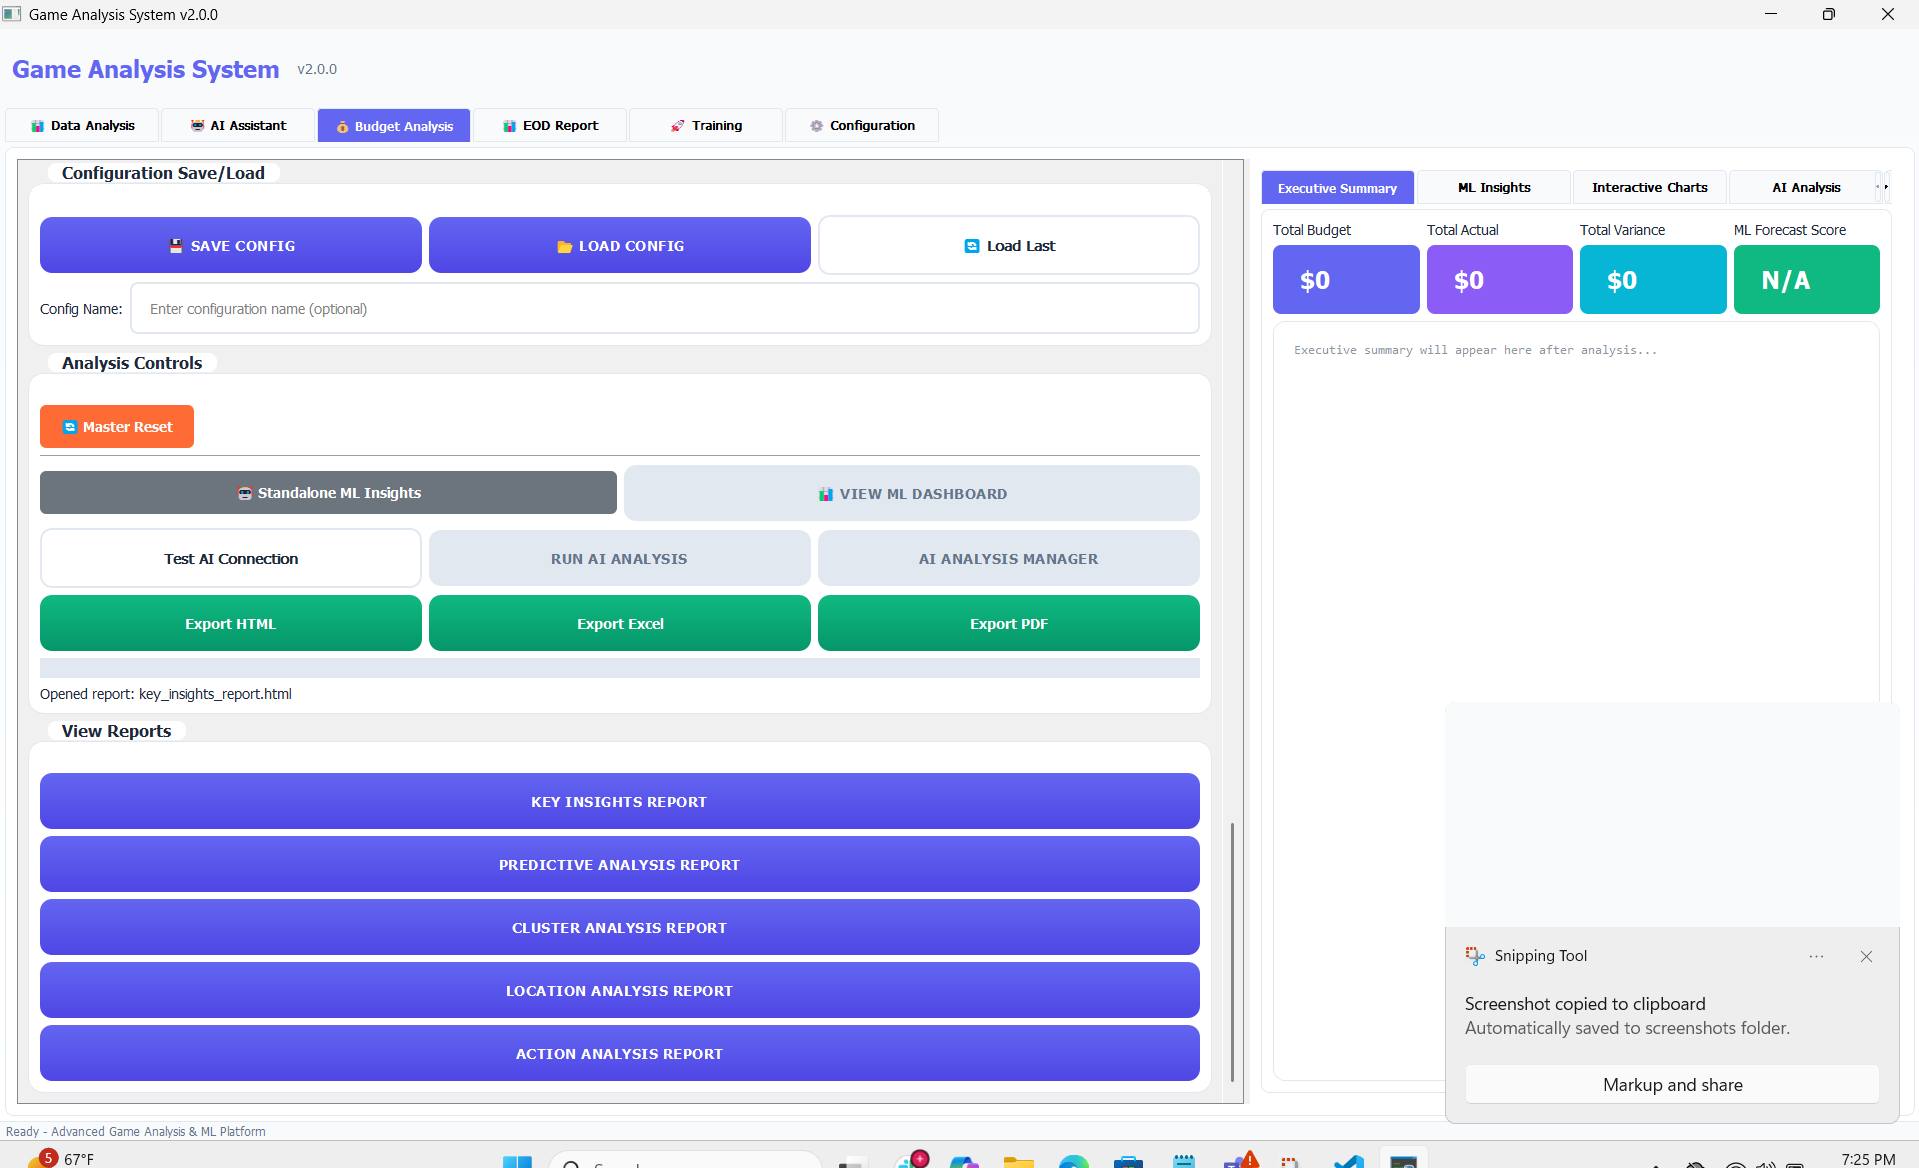 Game Analysis System v2.0.0
Game Analysis System v2.0.0
Data Analysis
AI Assistant
Budget Analysis
EOD Report
Training
Configuration
Configuration Save/Load
SAVE CONFIG
LOAD CONFIG
Load Last
Config Name: Enter configuration name (optional)
Analysis Controls
Master Reset
Standalone ML Insights
VIEW ML DASHBOARD
Test AI Connection
RUN AI ANALYSIS
AI ANALYSIS MANAGER
Export HTML
Export Excel
Export PDF
Opened report: key_insights_report.html
View Reports
KEY INSIGHTS REPORT
PREDICTIVE ANALYSIS REPORT
CLUSTER ANALYSIS REPORT
LOCATION ANALYSIS REPORT
ACTION ANALYSIS REPORT
Executive Summary
ML Insights
Interactive Charts
AI Analysis
Total Budget
Total Actual
Total Variance
ML Forecast Score
$0
$0
$0
N/A
Executive summary will appear here after analysis...
Snipping Tool
Screenshot copied to clipboard
Automatically saved to screenshots folder.
Markup and share
Ready - Advanced Game Analysis & ML Platform
5
67°F
7:25 PM